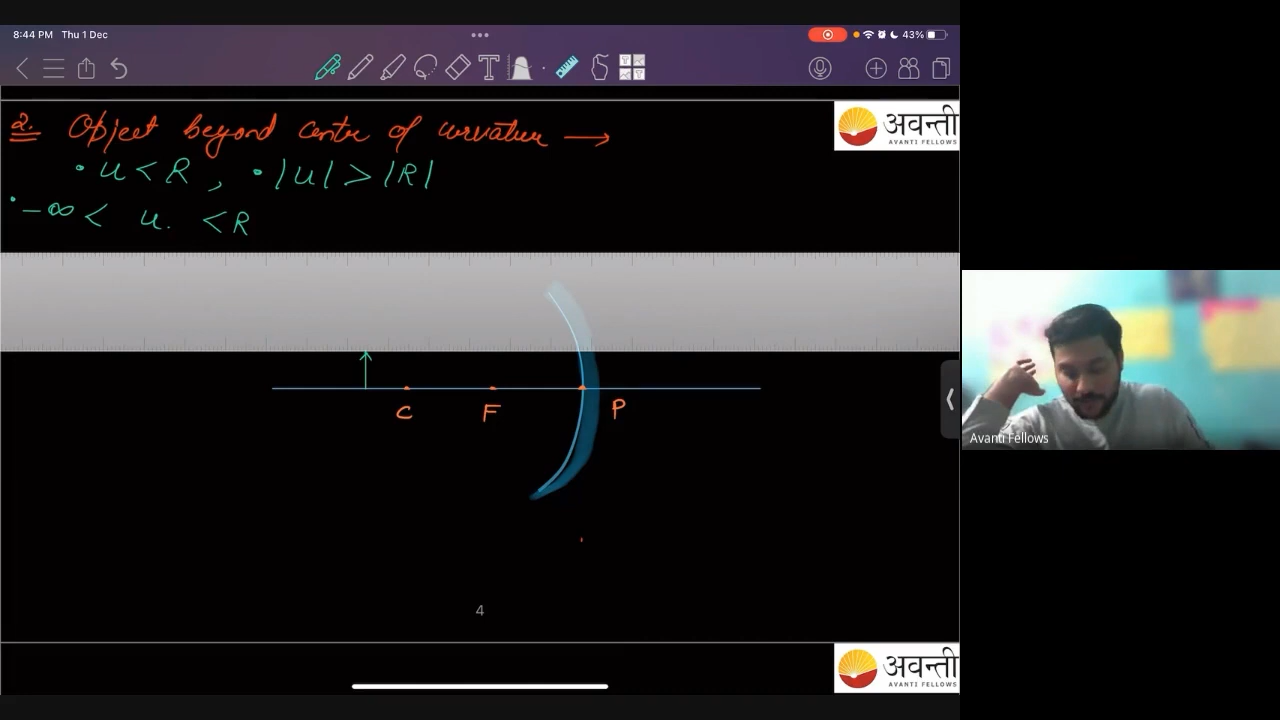 8:44 PM Thu 1 Dec
43%
2. Object beyond centre of curvature →
• u < R , • |u| > |R|
• -∞ < u. < R
अवन्ती
AVANTI FELLOWS
C F P
4
Avanti Fellows
अवन्ती
AVANTI FELLOWS